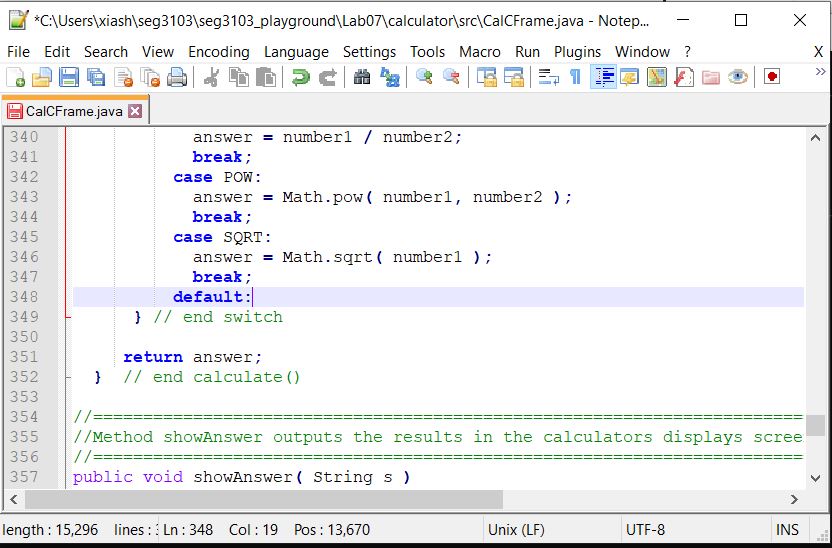 *C:\Users\xiash\seg3103\seg3103_playground\Lab07\calculator\src\CalCFrame.java - Notep...
File Edit Search View Encoding Language Settings Tools Macro Run Plugins Window ? X
CalCFrame.java
340 answer = number1 / number2;
341 break;
342 case POW:
343 answer = Math.pow( number1, number2 );
344 break;
345 case SQRT:
346 answer = Math.sqrt( number1 );
347 break;
348 default:
349 } // end switch
350
351 return answer;
352 } // end calculate()
353
354 //=========================================================================
355 //Method showAnswer outputs the results in the calculators displays scree
356 //=========================================================================
357 public void showAnswer( String s )
length : 15,296 lines : Ln : 348 Col : 19 Pos : 13,670 Unix (LF) UTF-8 INS